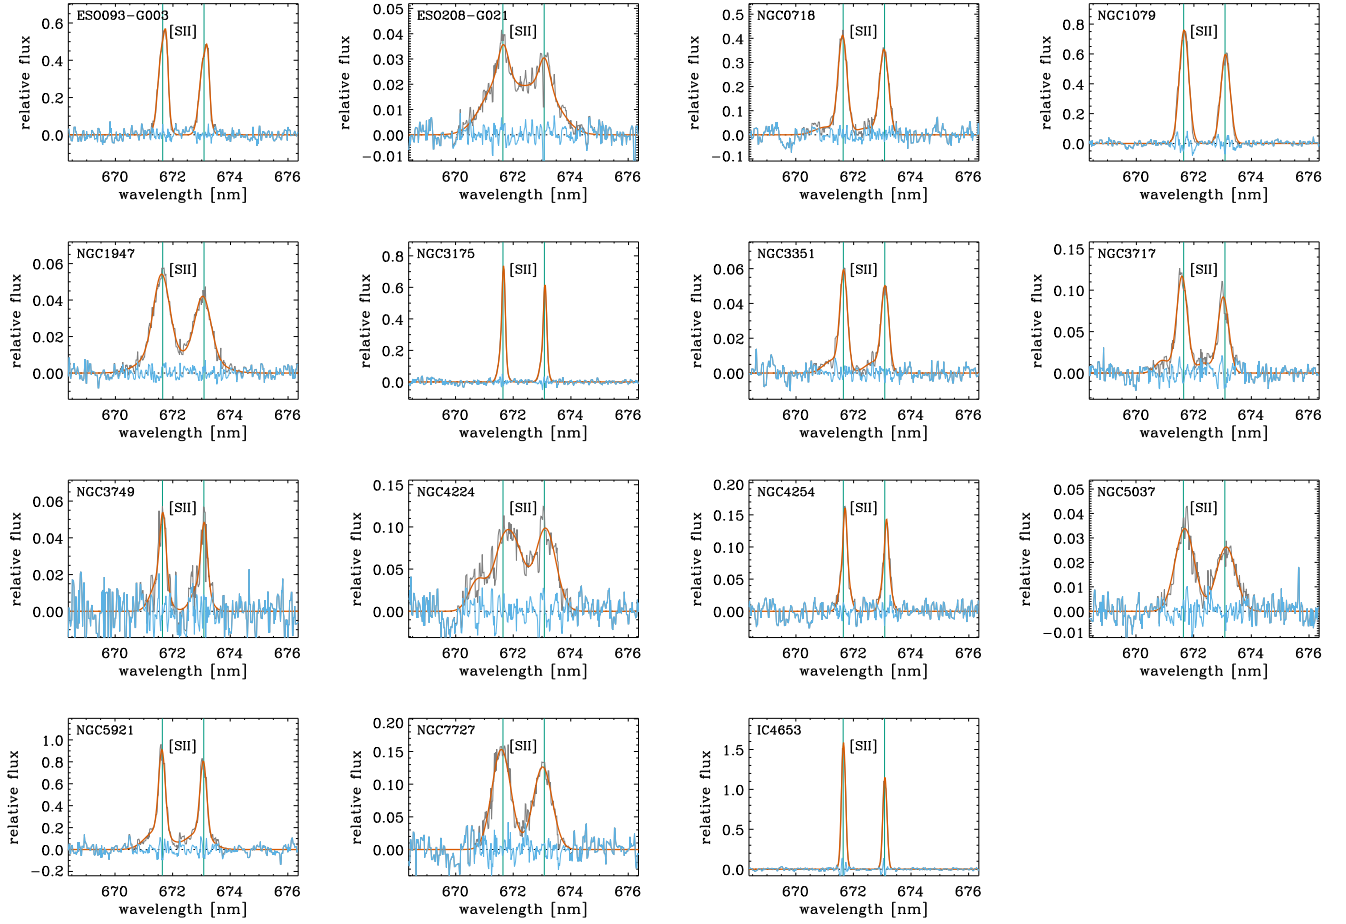 ESO093-G003
[SII]
relative flux
0.6
0.4
0.2
0.0
670 672 674 676
wavelength [nm]
ESO208-G021
[SII]
relative flux
0.05
0.04
0.03
0.02
0.01
0.00
-0.01
670 672 674 676
wavelength [nm]
NGC0718
[SII]
relative flux
0.5
0.4
0.3
0.2
0.1
0.0
-0.1
670 672 674 676
wavelength [nm]
NGC1079
[SII]
relative flux
0.8
0.6
0.4
0.2
0.0
670 672 674 676
wavelength [nm]
NGC1947
[SII]
relative flux
0.06
0.04
0.02
0.00
670 672 674 676
wavelength [nm]
NGC3175
[SII]
relative flux
0.8
0.6
0.4
0.2
0.0
670 672 674 676
wavelength [nm]
NGC3351
[SII]
relative flux
0.06
0.04
0.02
0.00
670 672 674 676
wavelength [nm]
NGC3717
[SII]
relative flux
0.15
0.10
0.05
0.00
670 672 674 676
wavelength [nm]
NGC3749
[SII]
relative flux
0.06
0.04
0.02
0.00
670 672 674 676
wavelength [nm]
NGC4224
[SII]
relative flux
0.15
0.10
0.05
0.00
670 672 674 676
wavelength [nm]
NGC4254
[SII]
relative flux
0.20
0.15
0.10
0.05
0.00
670 672 674 676
wavelength [nm]
NGC5037
[SII]
relative flux
0.05
0.04
0.03
0.02
0.01
0.00
-0.01
670 672 674 676
wavelength [nm]
NGC5921
[SII]
relative flux
1.0
0.8
0.6
0.4
0.2
0.0
-0.2
670 672 674 676
wavelength [nm]
NGC7727
[SII]
relative flux
0.20
0.15
0.10
0.05
0.00
670 672 674 676
wavelength [nm]
IC4653
[SII]
relative flux
1.5
1.0
0.5
0.0
670 672 674 676
wavelength [nm]